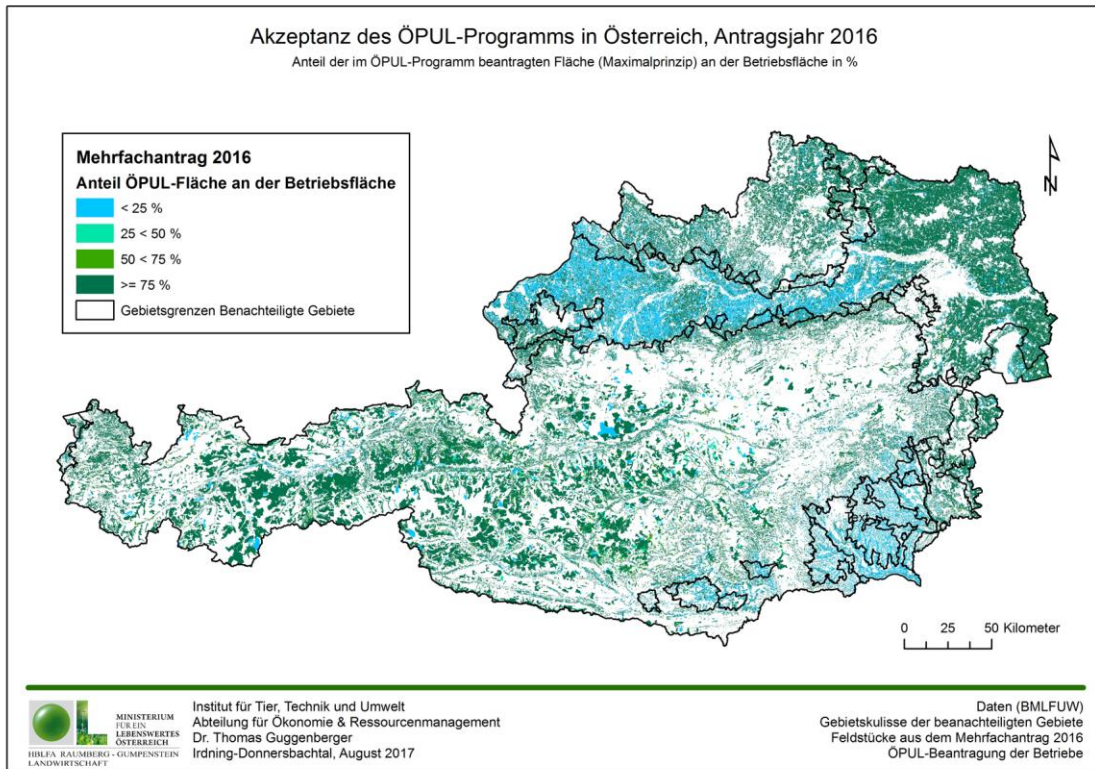 Akzeptanz des ÖPUL-Programms in Österreich, Antragsjahr 2016
Anteil der im ÖPUL-Programm beantragten Fläche (Maximalprinzip) an der Betriebsfläche in %
Mehrfachantrag 2016
Anteil ÖPUL-Fläche an der Betriebsfläche
< 25 %
25 < 50 %
50 < 75 %
>= 75 %
Gebietsgrenzen Benachteiligte Gebiete
N
0 25 50 Kilometer
MINISTERIUM
FÜR EIN
LEBENSWERTES
ÖSTERREICH
HBLFA RAUMBERG - GUMPENSTEIN
LANDWIRTSCHAFT
Institut für Tier, Technik und Umwelt
Abteilung für Ökonomie & Ressourcenmanagement
Dr. Thomas Guggenberger
Irdning-Donnersbachtal, August 2017
Daten (BMLFUW)
Gebietskulisse der beanachteiligten Gebiete
Feldstücke aus dem Mehrfachantrag 2016
ÖPUL-Beantragung der Betriebe